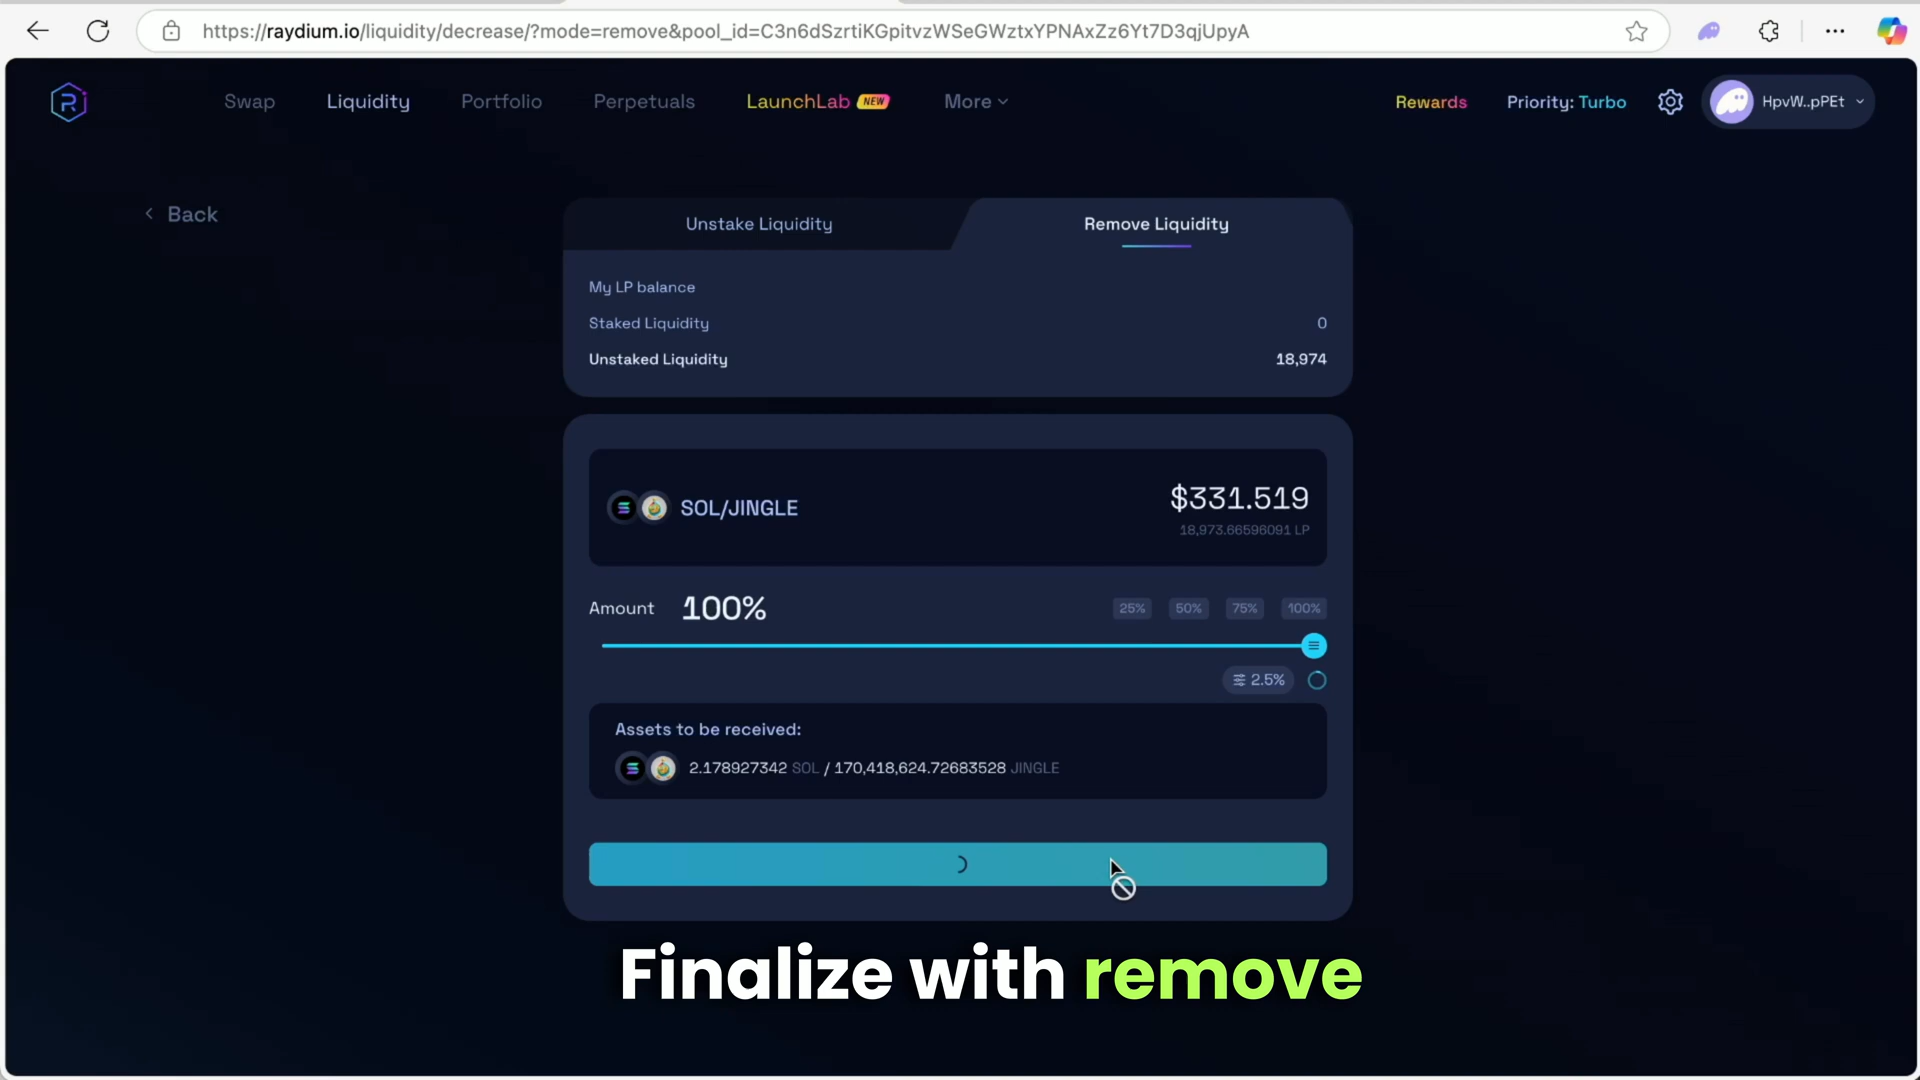 https://raydium.io/liquidity/decrease/?mode=remove&pool_id=C3n6dSzrtiKGpitvzWSeGWztxYPNAxZz6Yt7D3qjUpyA
Swap Liquidity Portfolio Perpetuals LaunchLab NEW More Rewards Priority: Turbo HpvW..pPEt
Back
Unstake Liquidity Remove Liquidity
My LP balance
Staked Liquidity 0
Unstaked Liquidity 18,974
SOL/JINGLE $331.519
18,973.66596091 LP
Amount 100% 25% 50% 75% 100%
2.5%
Assets to be received:
2.178927342 SOL / 170,418,624.72683528 JINGLE
Finalize with remove